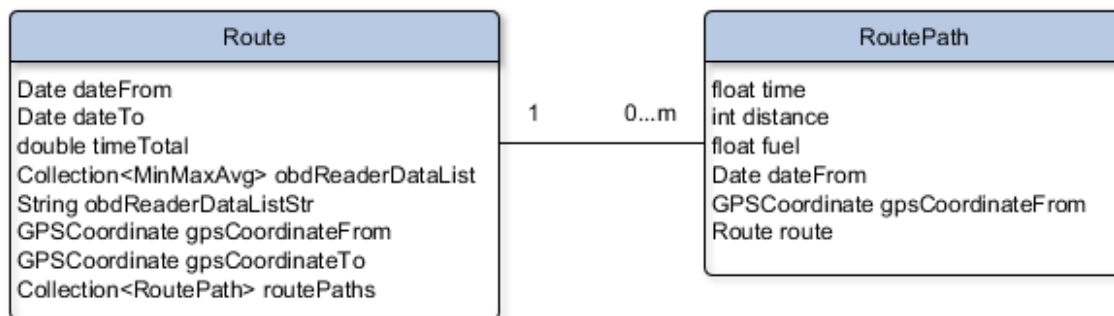 Route
Date dateFrom
Date dateTo
double timeTotal
Collection<MinMaxAvg> obdReaderDataList
String obdReaderDataListStr
GPSCoordinate gpsCoordinateFrom
GPSCoordinate gpsCoordinateTo
Collection<RoutePath> routePaths
1
0...m
RoutePath
float time
int distance
float fuel
Date dateFrom
GPSCoordinate gpsCoordinateFrom
Route route